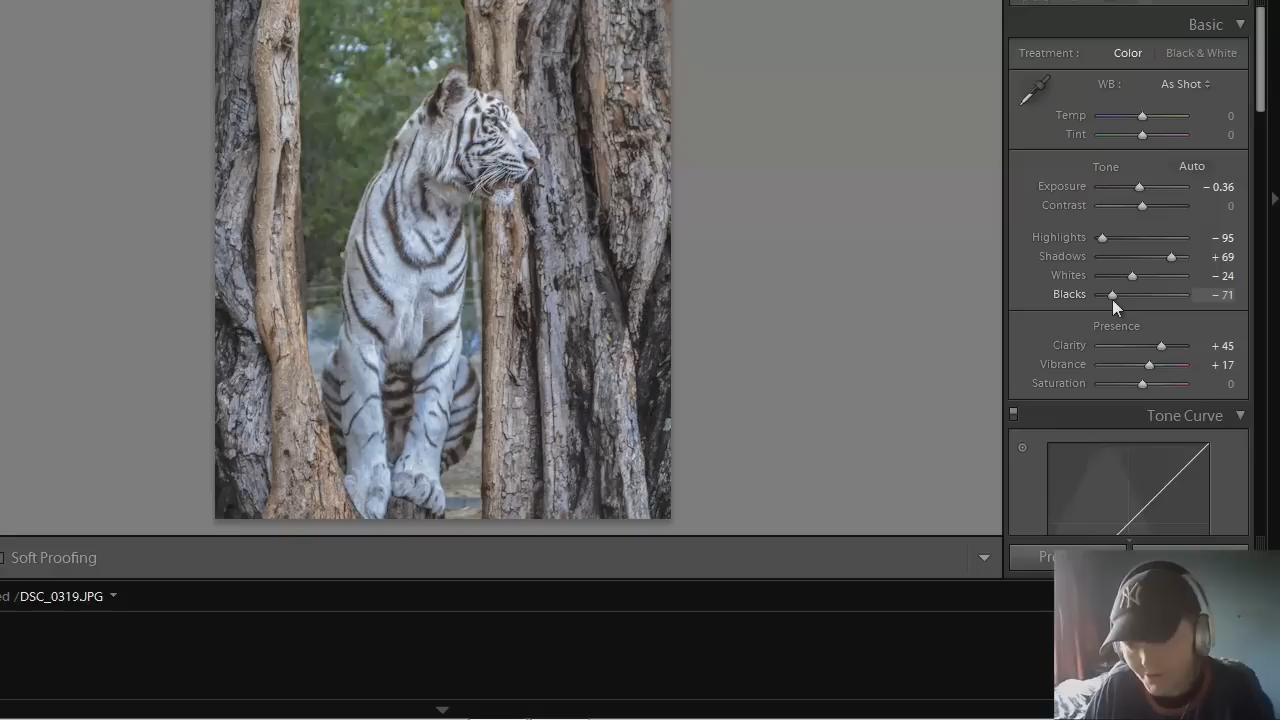 Basic
Treatment : Color Black & White
WB : As Shot
Temp 0
Tint 0
Tone Auto
Exposure – 0.36
Contrast 0
Highlights – 95
Shadows + 69
Whites – 24
Blacks – 71
Presence
Clarity + 45
Vibrance + 17
Saturation 0
Tone Curve
Soft Proofing
/DSC_0319.JPG
NY